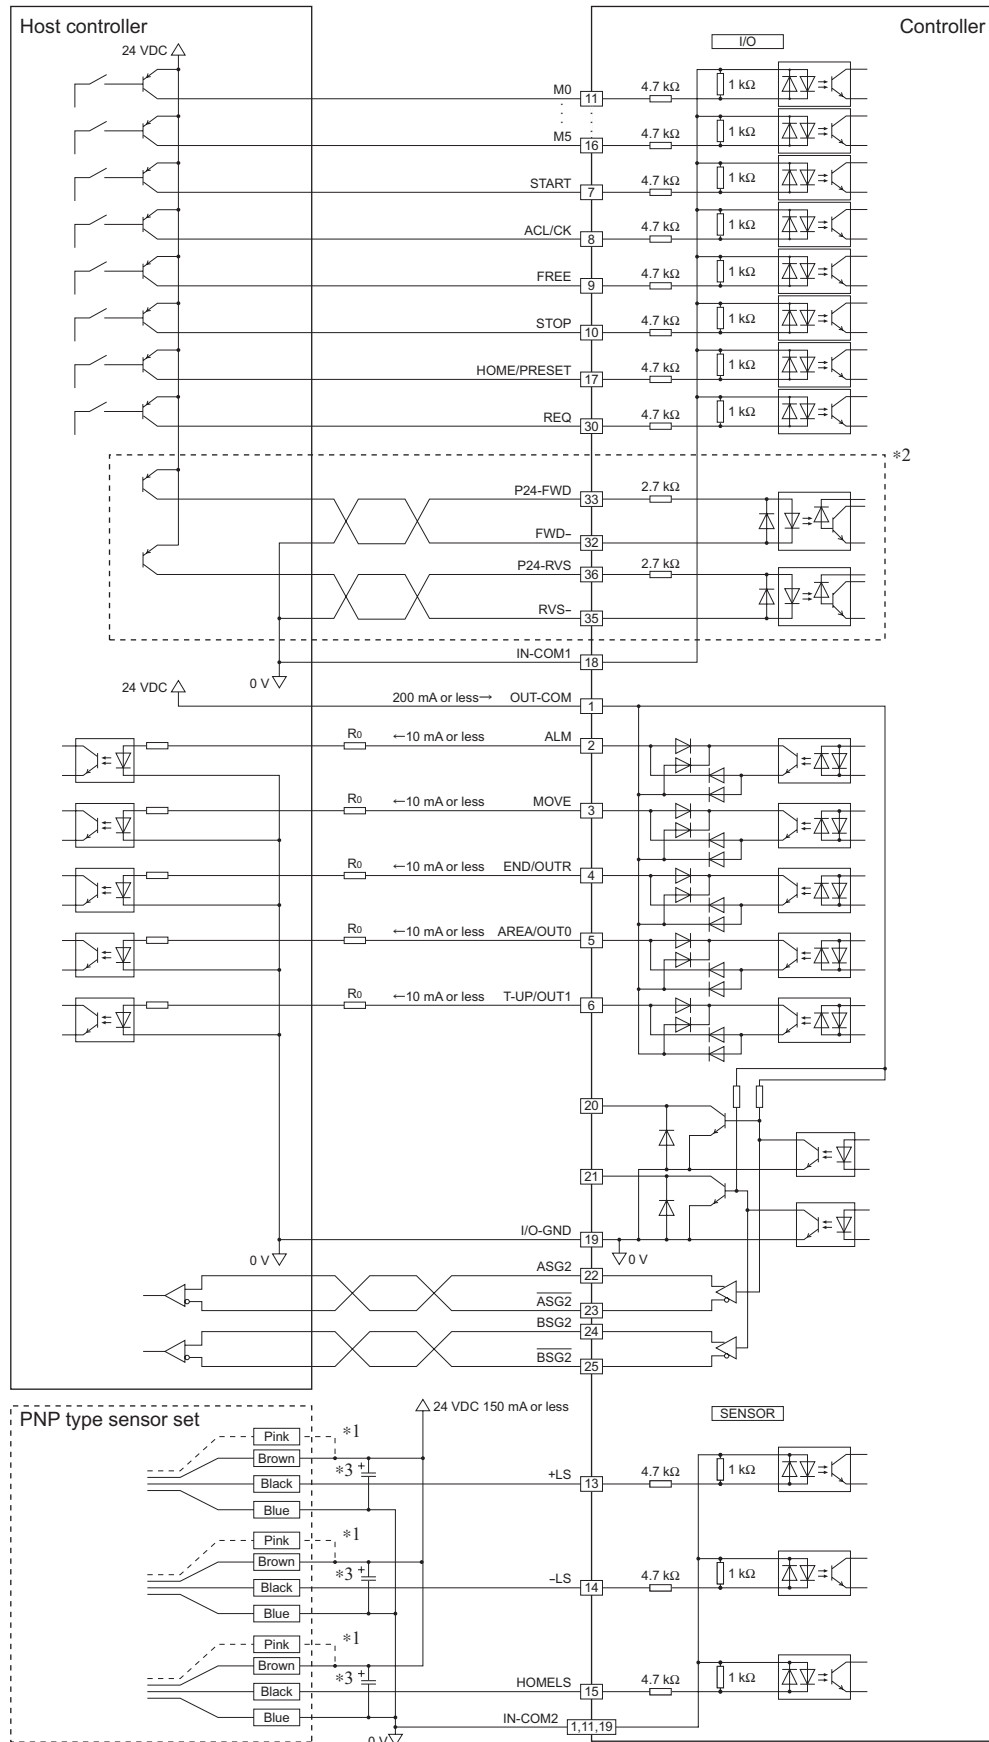 Host controller
Controller
I/O
24 VDC
M0
11
4.7 kΩ
1 kΩ
M5
16
4.7 kΩ
1 kΩ
START
7
4.7 kΩ
1 kΩ
ACL/CK
8
4.7 kΩ
1 kΩ
FREE
9
4.7 kΩ
1 kΩ
STOP
10
4.7 kΩ
1 kΩ
HOME/PRESET
17
4.7 kΩ
1 kΩ
REQ
30
4.7 kΩ
1 kΩ
*2
P24-FWD
33
2.7 kΩ
FWD–
32
P24-RVS
36
2.7 kΩ
RVS–
35
IN-COM1
18
0 V
24 VDC
200 mA or less→
OUT-COM
1
R0
←10 mA or less
ALM
2
R0
←10 mA or less
MOVE
3
R0
←10 mA or less
END/OUTR
4
R0
←10 mA or less
AREA/OUT0
5
R0
←10 mA or less
T-UP/OUT1
6
20
21
I/O-GND
19
0 V
0 V
ASG2
22
ASG2
23
BSG2
24
BSG2
25
PNP type sensor set
24 VDC 150 mA or less
SENSOR
Pink
*1
Brown
*3 +
Black
+LS
13
4.7 kΩ
1 kΩ
Blue
Pink
*1
Brown
*3 +
Black
–LS
14
4.7 kΩ
1 kΩ
Blue
Pink
*1
Brown
*3 +
Black
HOMELS
15
4.7 kΩ
1 kΩ
Blue
IN-COM2
1,11,19
0 V